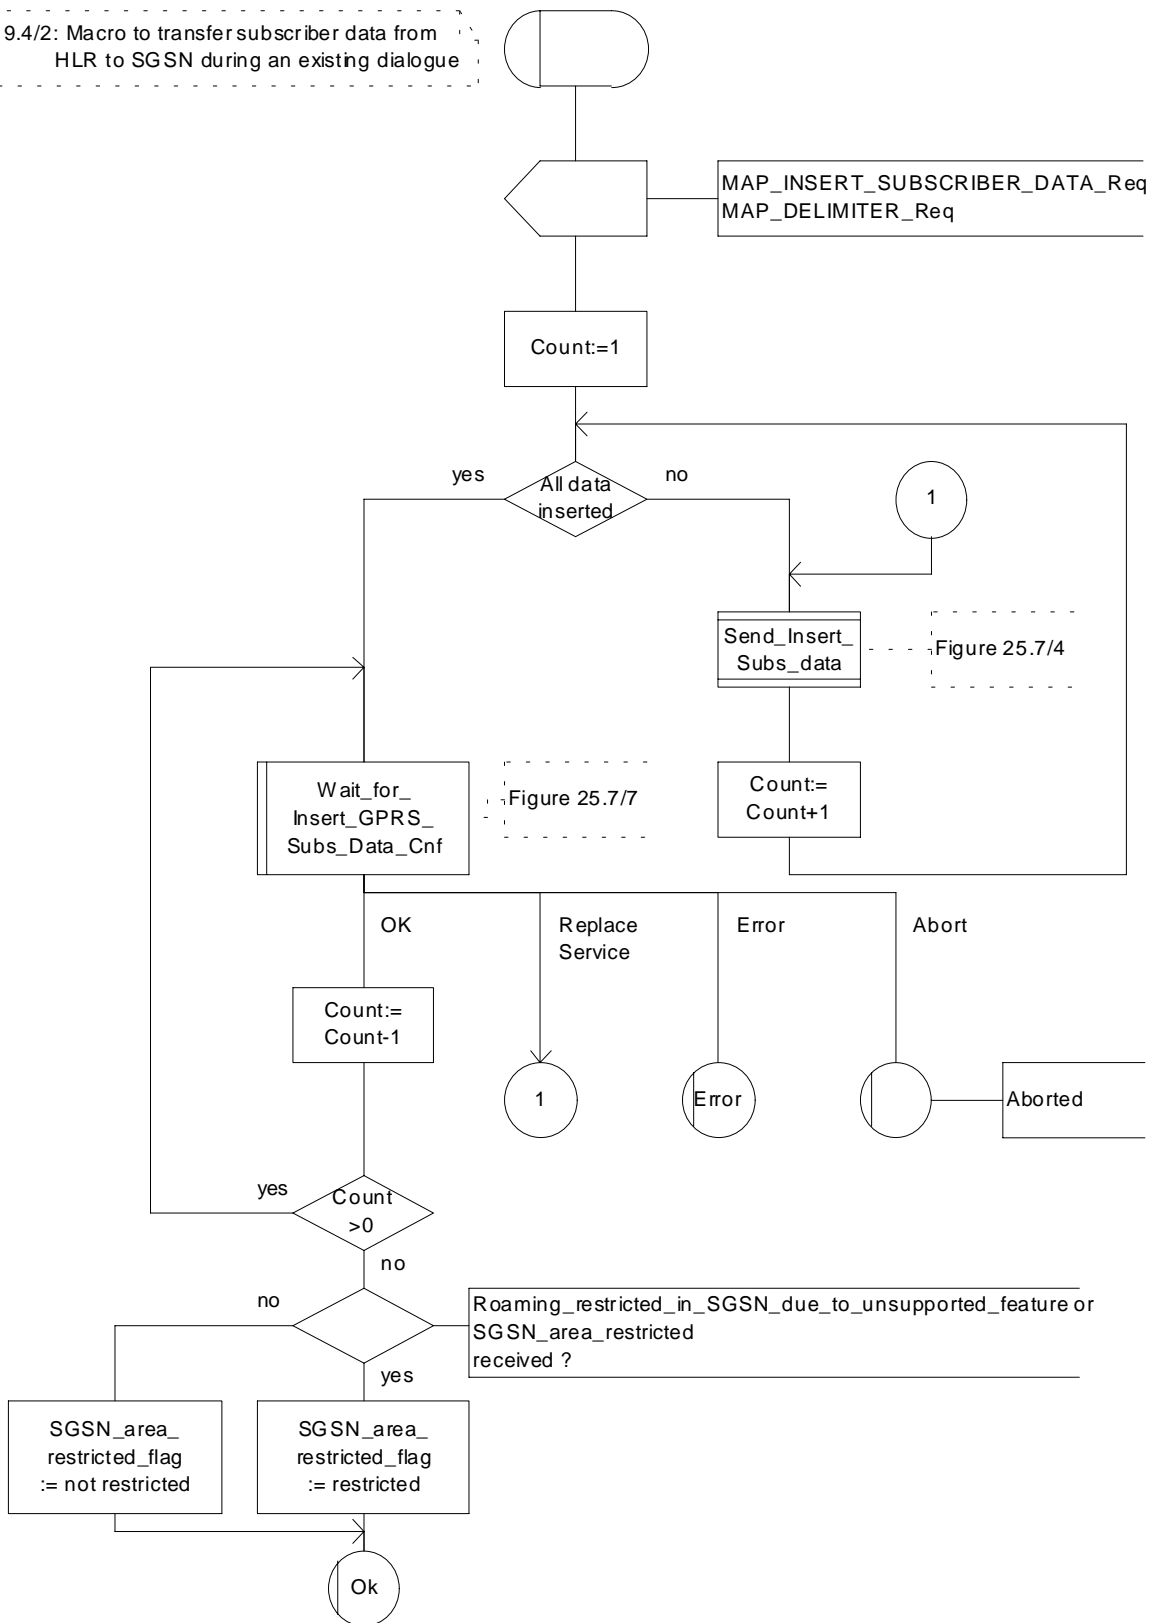 9.4/2: Macro to transfer subscriber data from
HLR to SGSN during an existing dialogue
MAP_INSERT_SUBSCRIBER_DATA_Req
MAP_DELIMITER_Req
Count:=1
yes
All data
inserted
no
1
Send_Insert_
Subs_data
Figure 25.7/4
Wait_for_
Insert_GPRS_
Subs_Data_Cnf
Figure 25.7/7
Count:=
Count+1
OK
Replace
Service
Error
Abort
Count:=
Count-1
1
Error
Aborted
yes
Count
>0
no
no
Roaming_restricted_in_SGSN_due_to_unsupported_feature or
SGSN_area_restricted
received ?
yes
SGSN_area_
restricted_flag
:= not restricted
SGSN_area_
restricted_flag
:= restricted
Ok